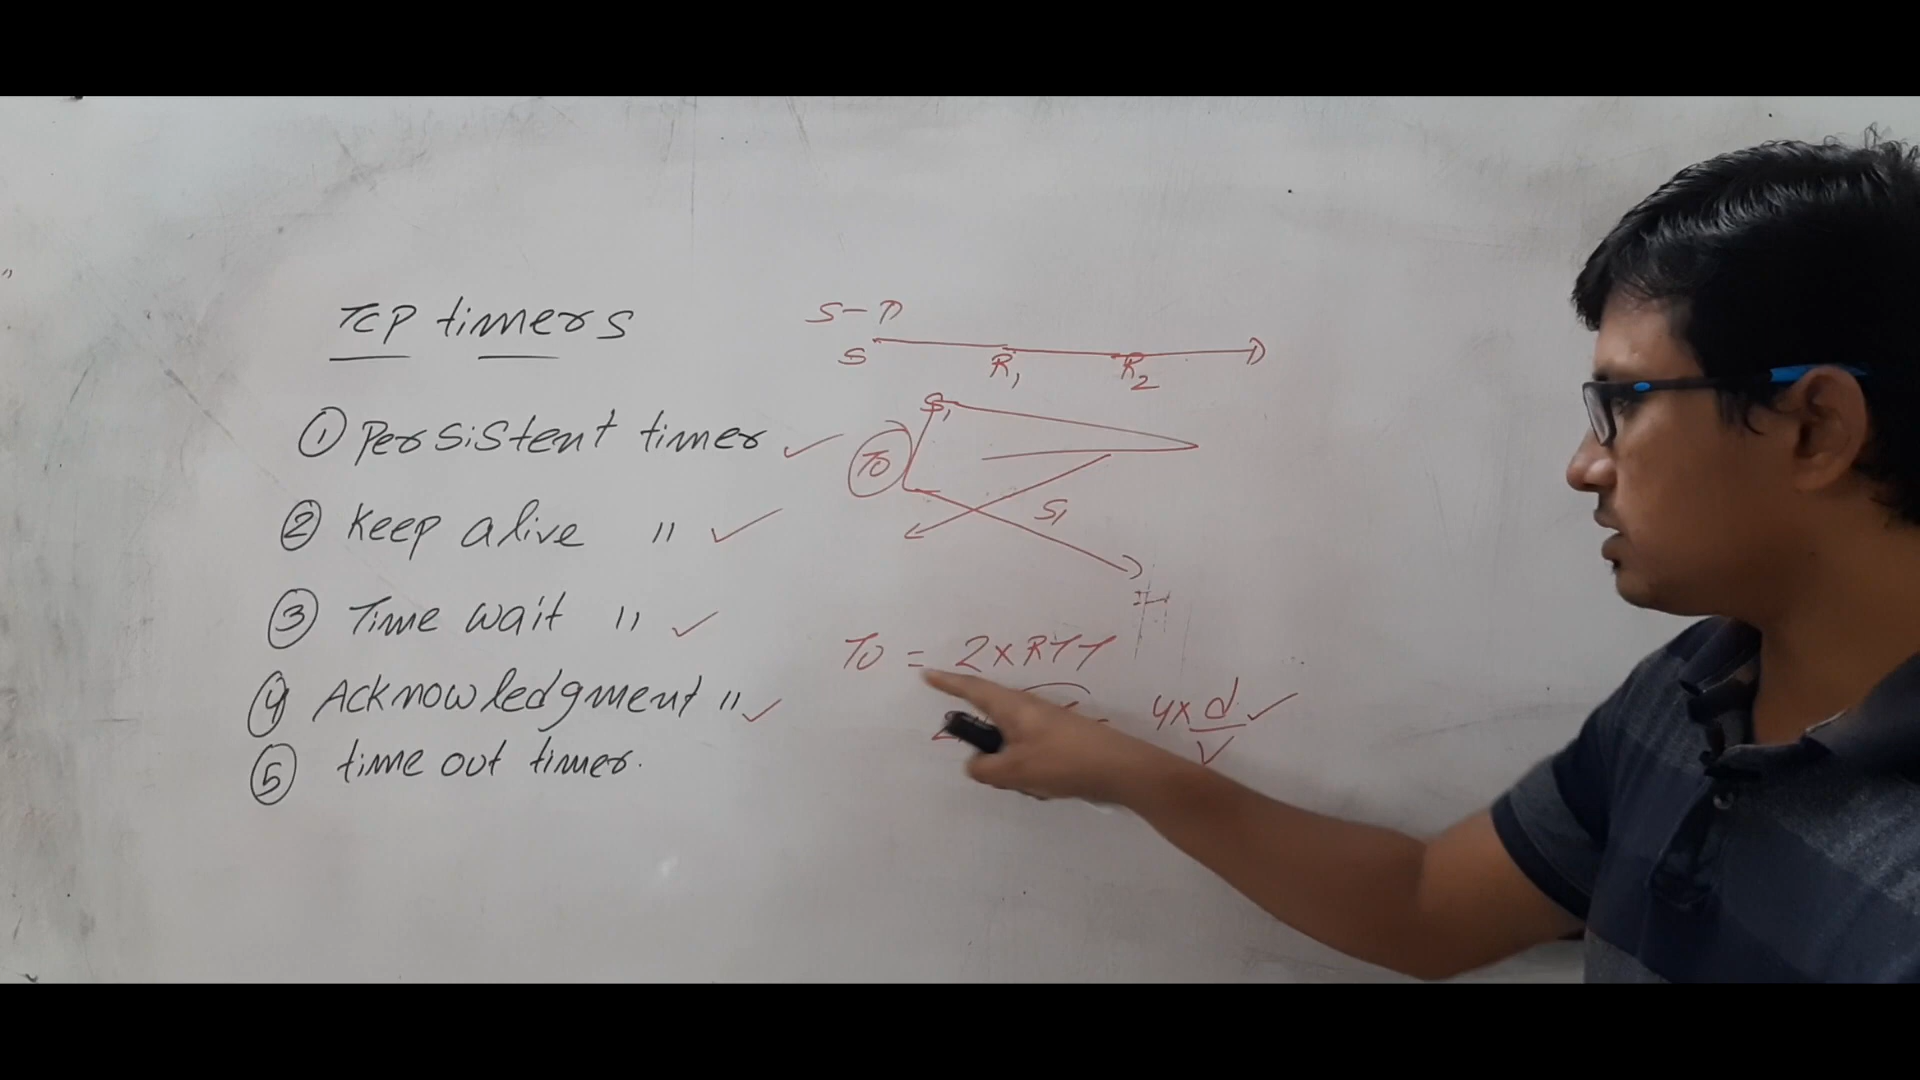 TCP timers
① Persistent timer ✓
② Keep alive " ✓
③ Time wait " ✓
④ Acknowledgment " ✓
⑤ time out timer.
S-D
S R₁ R₂ D
S₁
TO
S₁
TO = 2×RTT
= 4×d/V ✓